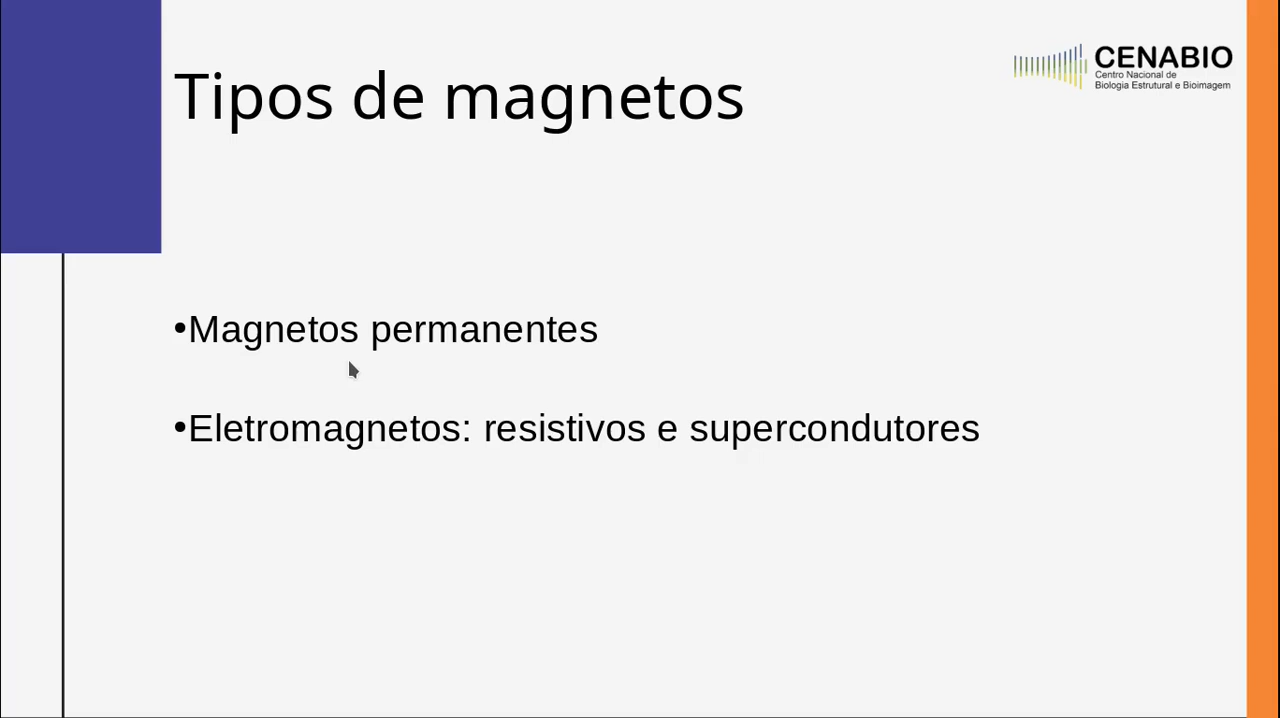 Tipos de magnetos
CENABIO
Centro Nacional de
Biologia Estrutural e Bioimagem
•Magnetos permanentes
•Eletromagnetos: resistivos e supercondutores